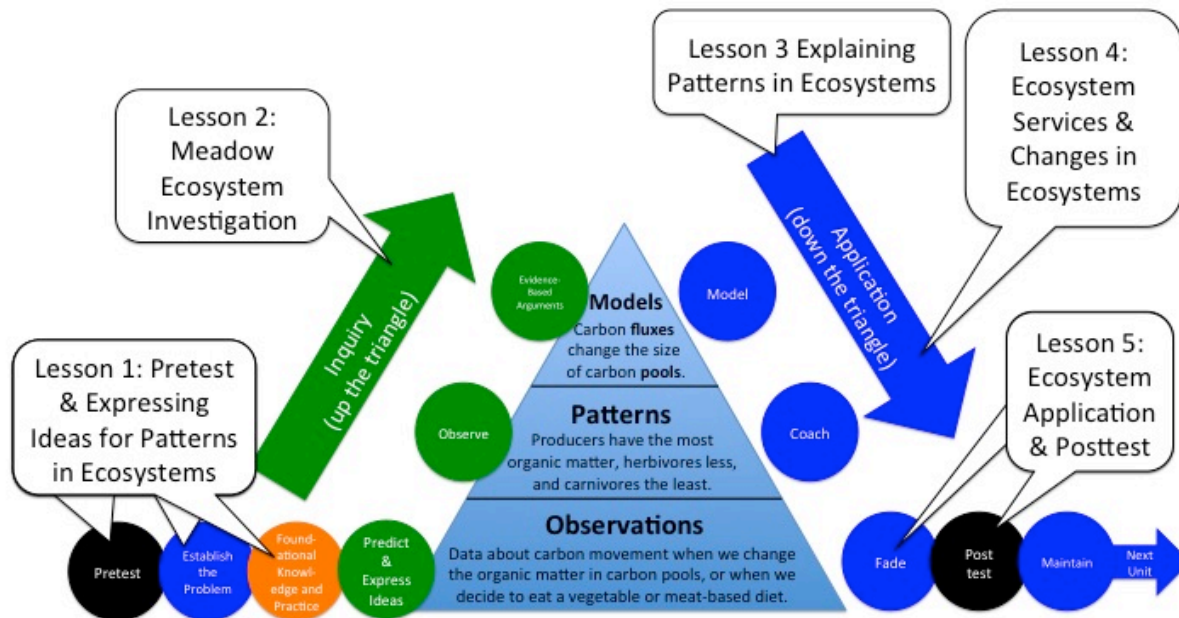 Lesson 1: Pretest
& Expressing
Ideas for Patterns
in Ecosystems
Lesson 2:
Meadow
Ecosystem
Investigation
Lesson 3 Explaining
Patterns in Ecosystems
Lesson 4:
Ecosystem
Services &
Changes in
Ecosystems
Lesson 5:
Ecosystem
Application
& Posttest
Inquiry
(up the triangle)
Application
(down the triangle)
Evidence-
Based
Arguments
Observe
Model
Coach
Models
Carbon fluxes
change the size
of carbon pools.
Patterns
Producers have the most
organic matter, herbivores less,
and carnivores the least.
Observations
Data about carbon movement when we change
the organic matter in carbon pools, or when we
decide to eat a vegetable or meat-based diet.
Pretest
Establish
the
Problem
Found-
ational
Knowl-
edge and
Practice
Predict
&
Express
Ideas
Fade
Post
test
Maintain
Next
Unit